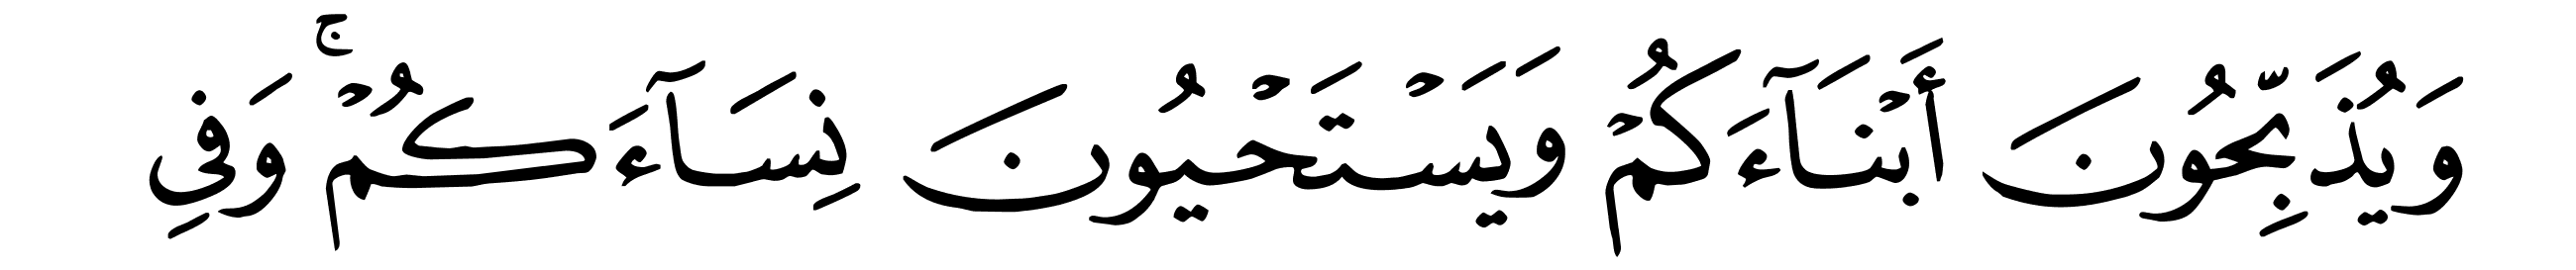 وَيُذَبِّحُونَ أَبْنَآءَكُمْ وَيَسْتَحْيُونَ نِسَآءَكُمْ ۚ وَفِي